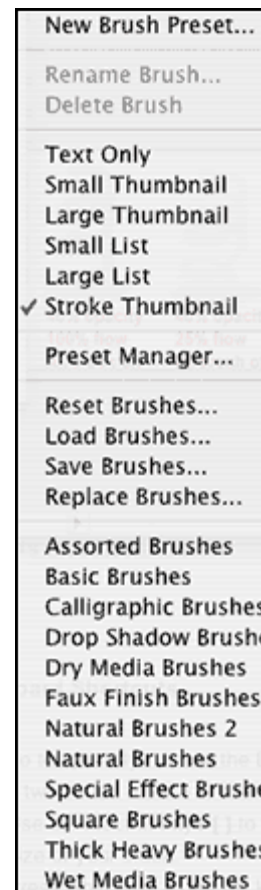 New Brush Preset...
Rename Brush...
Delete Brush
Text Only
Small Thumbnail
Large Thumbnail
Small List
Large List
✓ Stroke Thumbnail
Preset Manager...
Reset Brushes...
Load Brushes...
Save Brushes...
Replace Brushes...
Assorted Brushes
Basic Brushes
Calligraphic Brushes
Drop Shadow Brushe
Dry Media Brushes
Faux Finish Brushes
Natural Brushes 2
Natural Brushes
Special Effect Brushe
Square Brushes
Thick Heavy Brushes
Wet Media Brushes